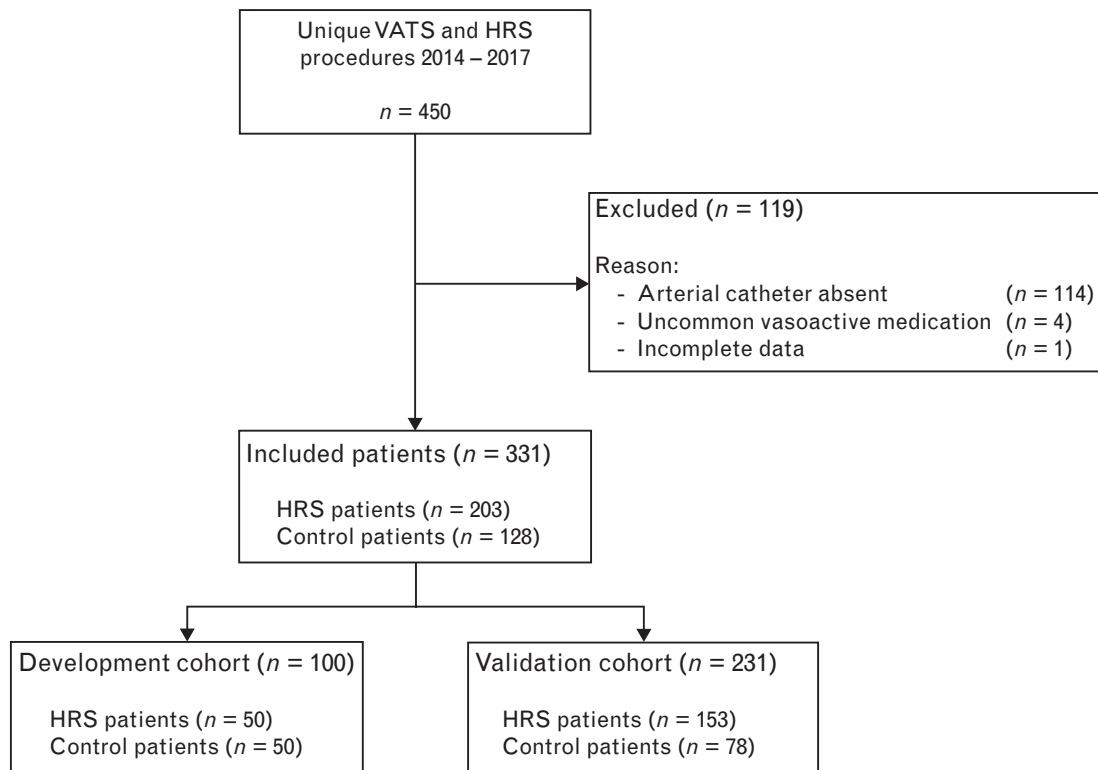 Unique VATS and HRS
procedures 2014 – 2017
n = 450
Excluded (n = 119)
Reason:
- Arterial catheter absent (n = 114)
- Uncommon vasoactive medication (n = 4)
- Incomplete data (n = 1)
Included patients (n = 331)
HRS patients (n = 203)
Control patients (n = 128)
Development cohort (n = 100)
HRS patients (n = 50)
Control patients (n = 50)
Validation cohort (n = 231)
HRS patients (n = 153)
Control patients (n = 78)